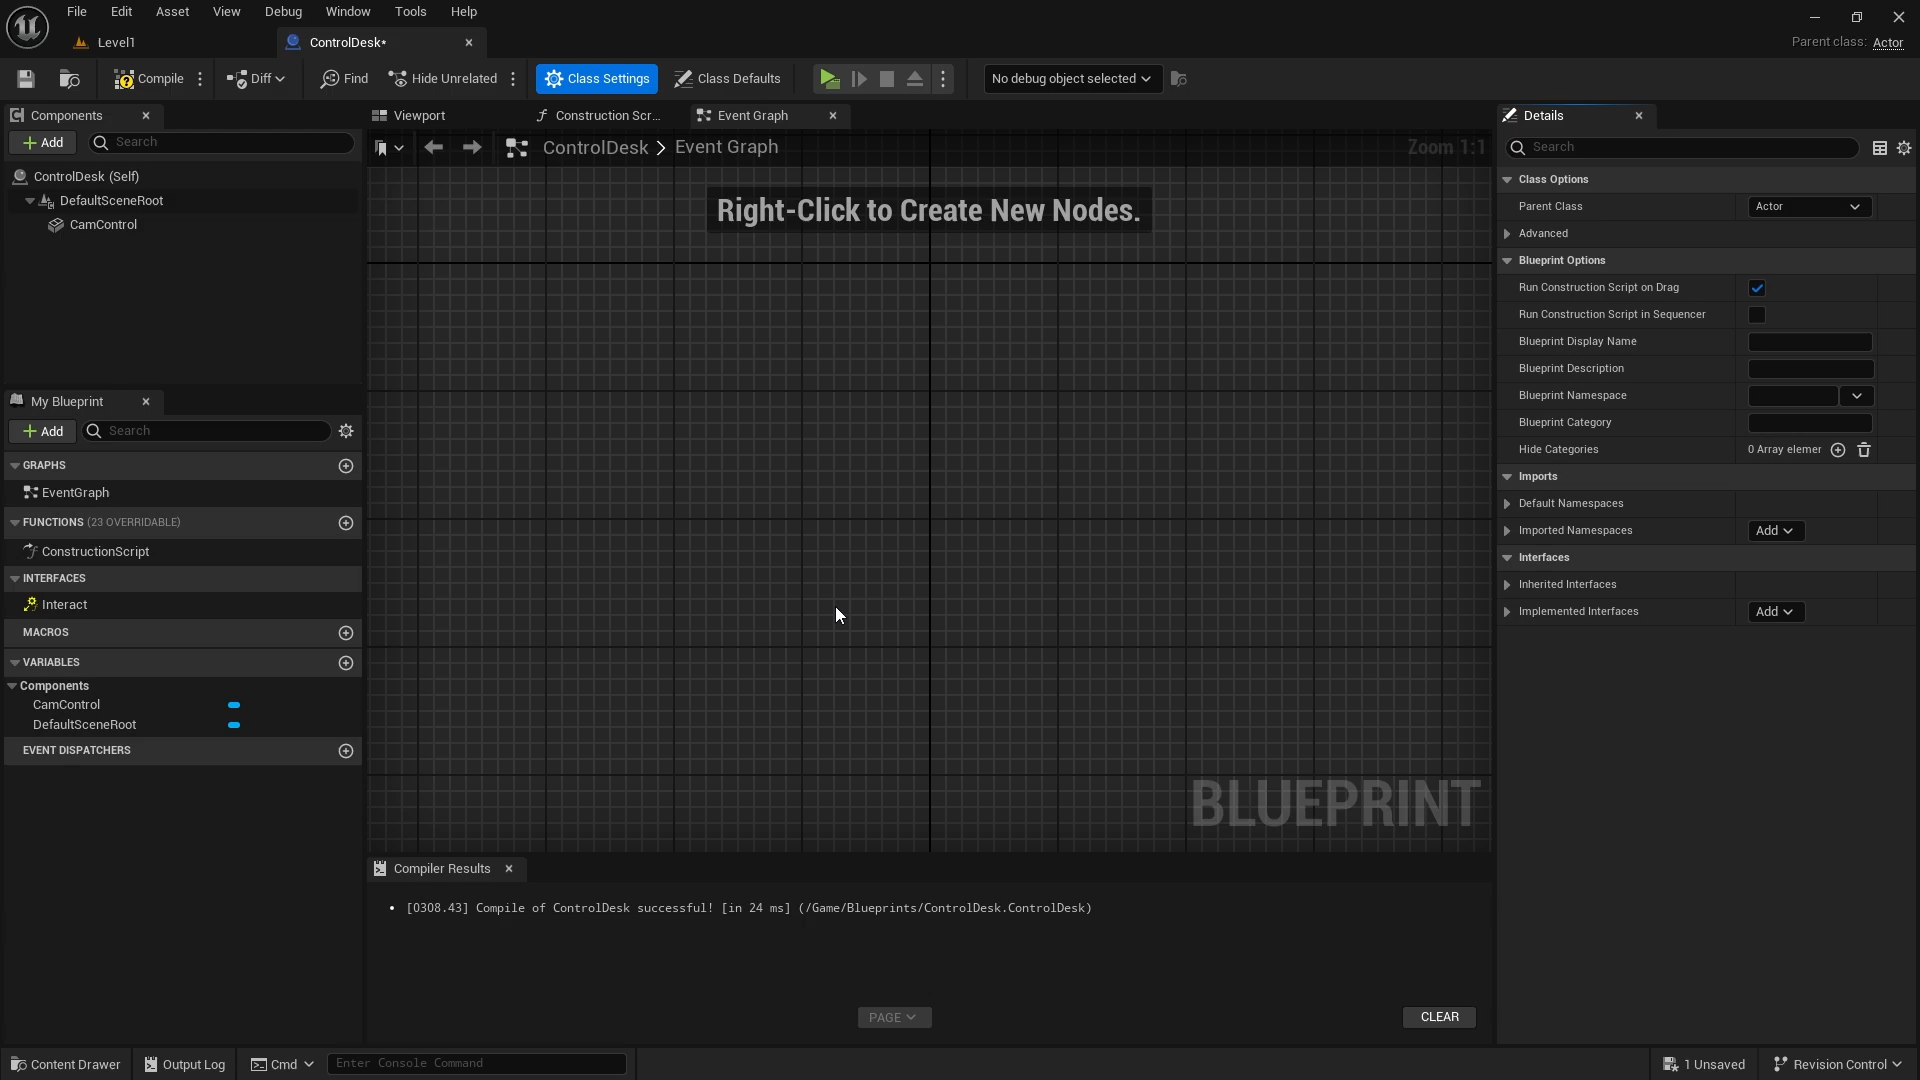 File Edit Asset View Debug Window Tools Help
Level1
ControlDesk*
Parent class: Actor
Compile
Diff
Find
Hide Unrelated
Class Settings
Class Defaults
No debug object selected
Components
Add
Search
ControlDesk (Self)
DefaultSceneRoot
CamControl
My Blueprint
Add
Search
GRAPHS
EventGraph
FUNCTIONS (23 OVERRIDABLE)
ConstructionScript
INTERFACES
Interact
MACROS
VARIABLES
Components
CamControl
DefaultSceneRoot
EVENT DISPATCHERS
Viewport
Construction Scr...
Event Graph
ControlDesk > Event Graph
Zoom 1:1
Right-Click to Create New Nodes.
BLUEPRINT
Compiler Results
• [0308.43] Compile of ControlDesk successful! [in 24 ms] (/Game/Blueprints/ControlDesk.ControlDesk)
PAGE
CLEAR
Details
Search
Class Options
Parent Class Actor
Advanced
Blueprint Options
Run Construction Script on Drag
Run Construction Script in Sequencer
Blueprint Display Name
Blueprint Description
Blueprint Namespace
Blueprint Category
Hide Categories 0 Array elemer
Imports
Default Namespaces
Imported Namespaces Add
Interfaces
Inherited Interfaces
Implemented Interfaces Add
Content Drawer
Output Log
Cmd
Enter Console Command
1 Unsaved
Revision Control